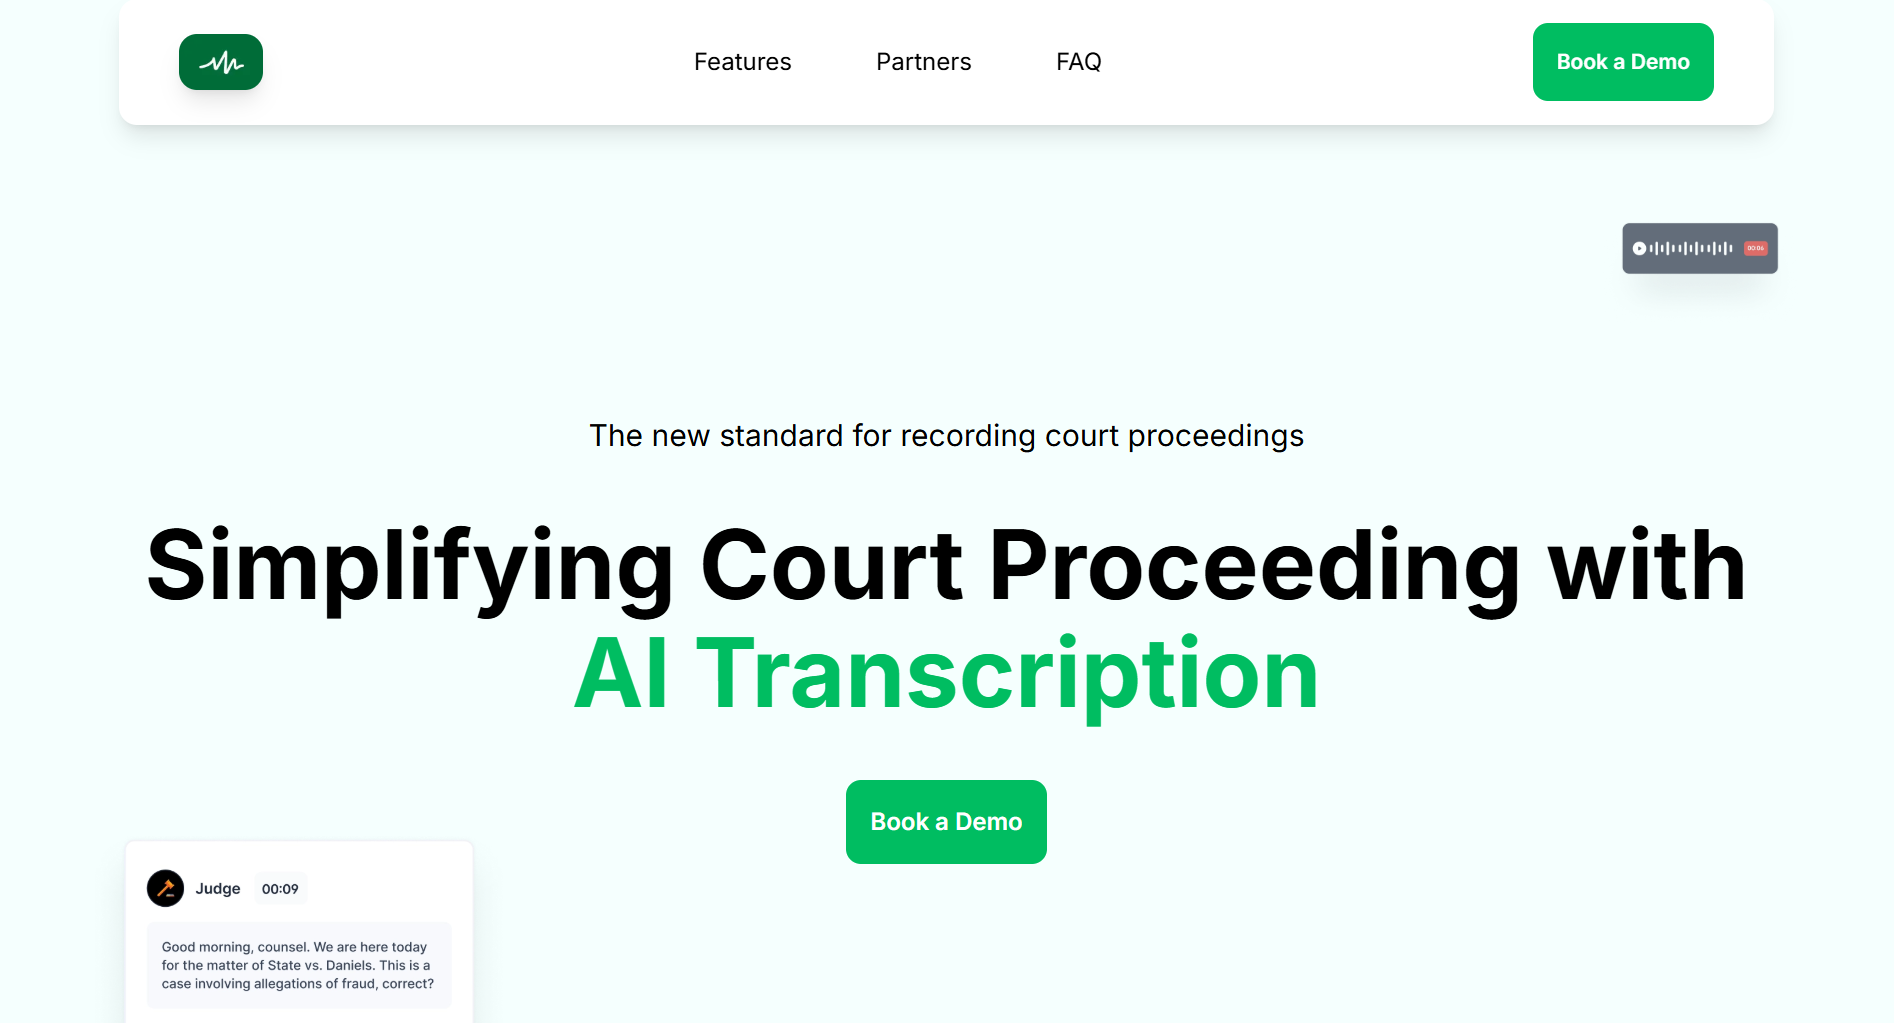 Features
Partners
FAQ
Book a Demo
00:06
The new standard for recording court proceedings
Simplifying Court Proceeding with
AI Transcription
Book a Demo
Judge
00:09
Good morning, counsel. We are here today
for the matter of State vs. Daniels. This is a
case involving allegations of fraud, correct?